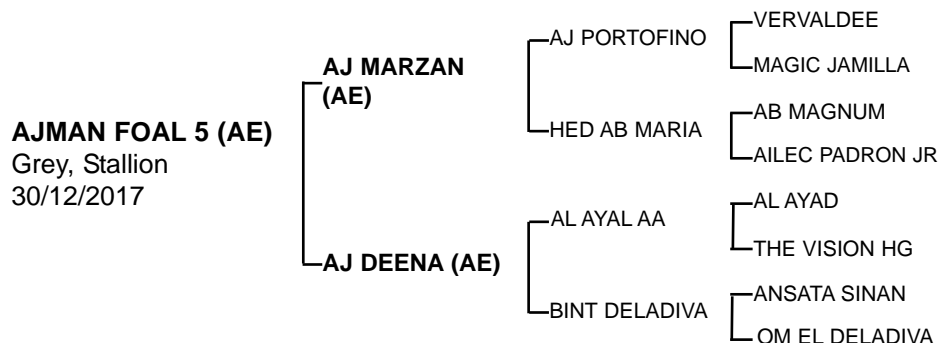 AJMAN FOAL 5 (AE)
Grey, Stallion
30/12/2017
AJ MARZAN
(AE)
AJ DEENA (AE)
AJ PORTOFINO
HED AB MARIA
AL AYAL AA
BINT DELADIVA
VERVALDEE
MAGIC JAMILLA
AB MAGNUM
AILEC PADRON JR
AL AYAD
THE VISION HG
ANSATA SINAN
OM EL DELADIVA